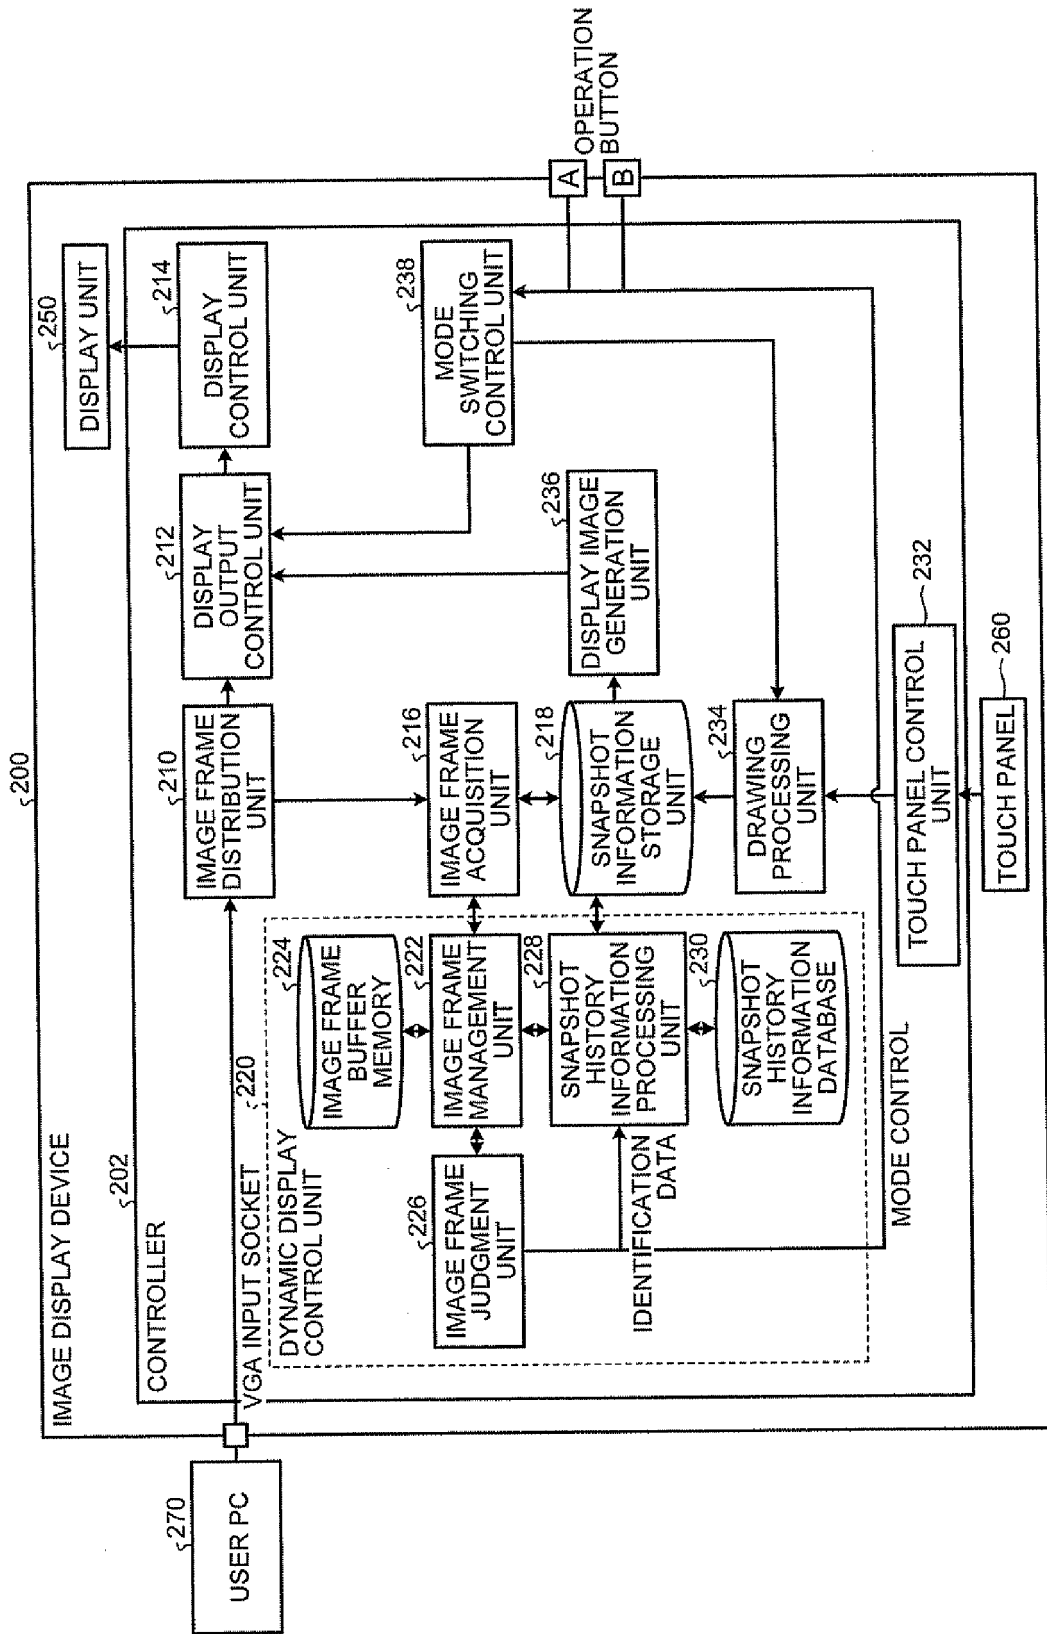 IMAGE DISPLAY DEVICE
200
CONTROLLER
202
250
DISPLAY UNIT
270
USER PC
VGA INPUT SOCKET
210
IMAGE FRAME
DISTRIBUTION
UNIT
212
DISPLAY
OUTPUT
CONTROL UNIT
214
DISPLAY
CONTROL UNIT
220
DYNAMIC DISPLAY
CONTROL UNIT
224
IMAGE FRAME
BUFFER
MEMORY
226
IMAGE FRAME
JUDGMENT
UNIT
222
IMAGE FRAME
MANAGEMENT
UNIT
216
IMAGE FRAME
ACQUISITION
UNIT
238
MODE
SWITCHING
CONTROL UNIT
A
B
OPERATION
BUTTON
228
SNAPSHOT
HISTORY
INFORMATION
PROCESSING
UNIT
218
SNAPSHOT
INFORMATION
STORAGE
UNIT
236
DISPLAY IMAGE
GENERATION
UNIT
IDENTIFICATION
DATA
230
SNAPSHOT
HISTORY
INFORMATION
DATABASE
234
DRAWING
PROCESSING
UNIT
MODE CONTROL
232
TOUCH PANEL CONTROL
UNIT
260
TOUCH PANEL